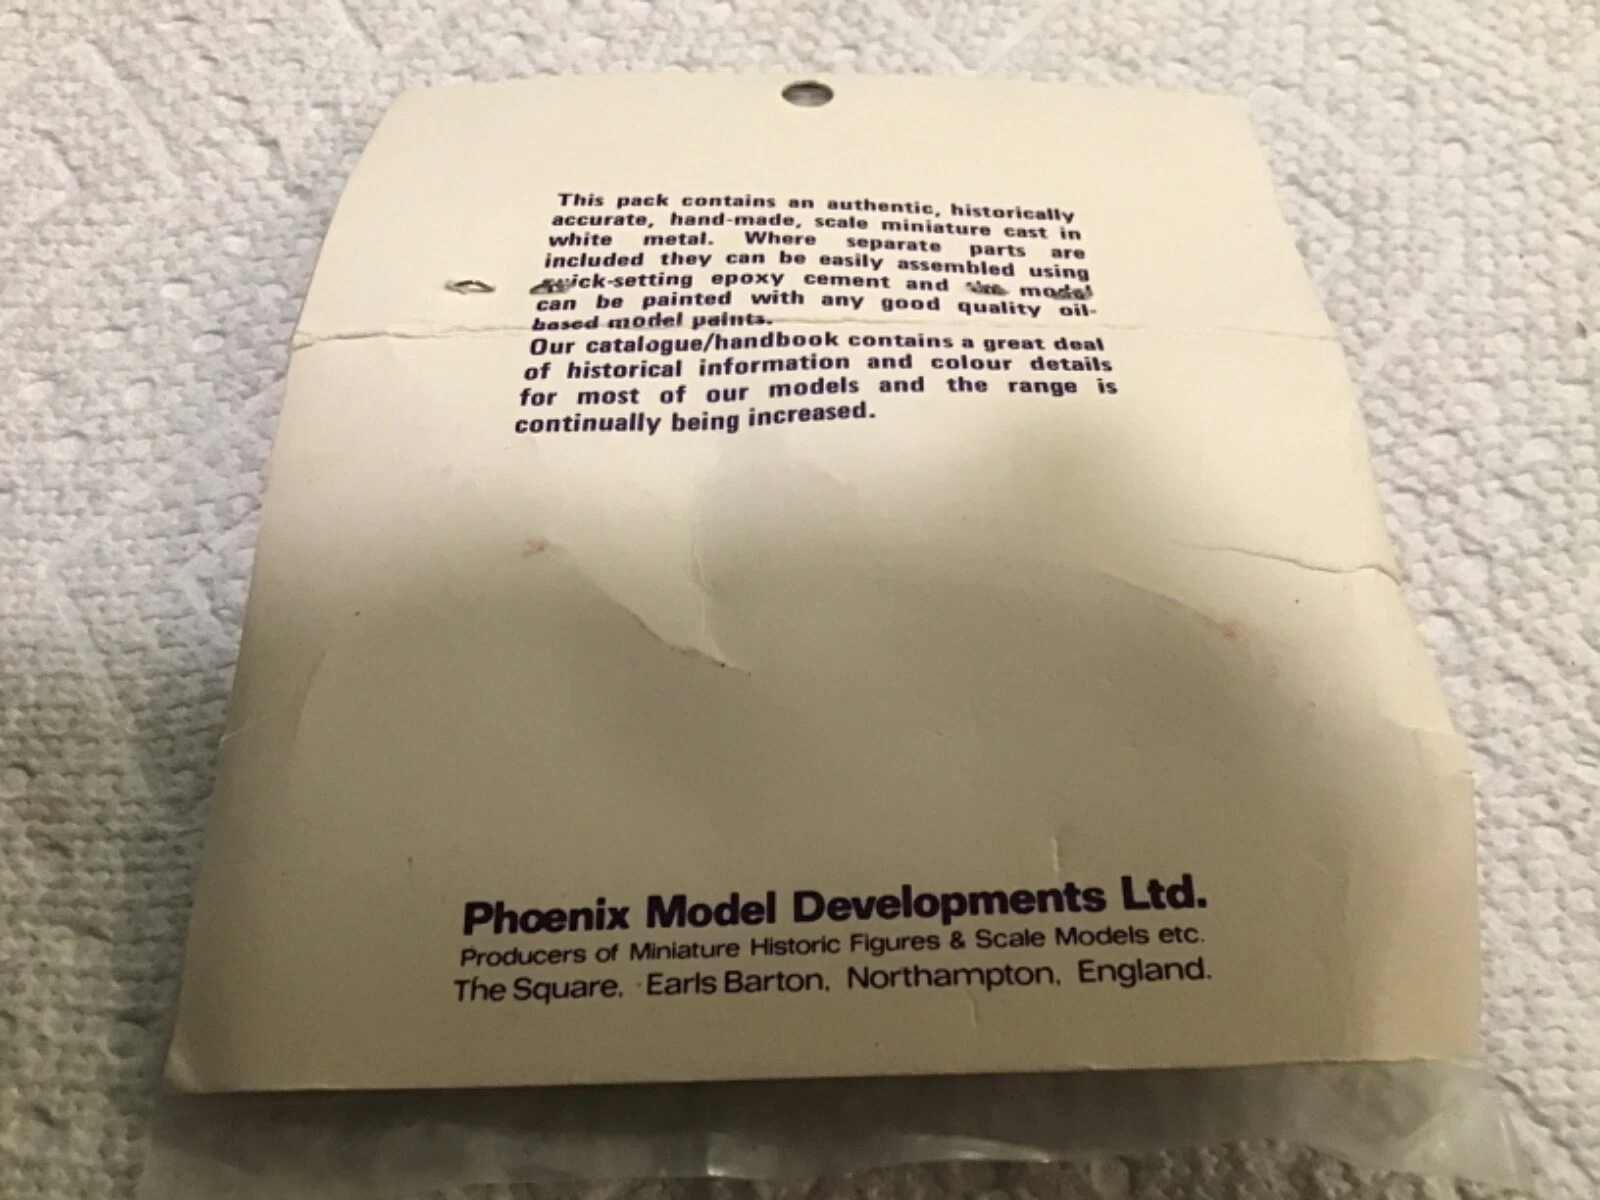 This pack contains an authentic, historically
accurate, hand-made, scale miniature cast in
white metal. Where separate parts are
included they can be easily assembled using
quick-setting epoxy cement and the model
can be painted with any good quality oil-
based model paints.
Our catalogue/handbook contains a great deal
of historical information and colour details
for most of our models and the range is
continually being increased.
Phoenix Model Developments Ltd.
Producers of Miniature Historic Figures & Scale Models etc.
The Square, Earls Barton, Northampton, England.